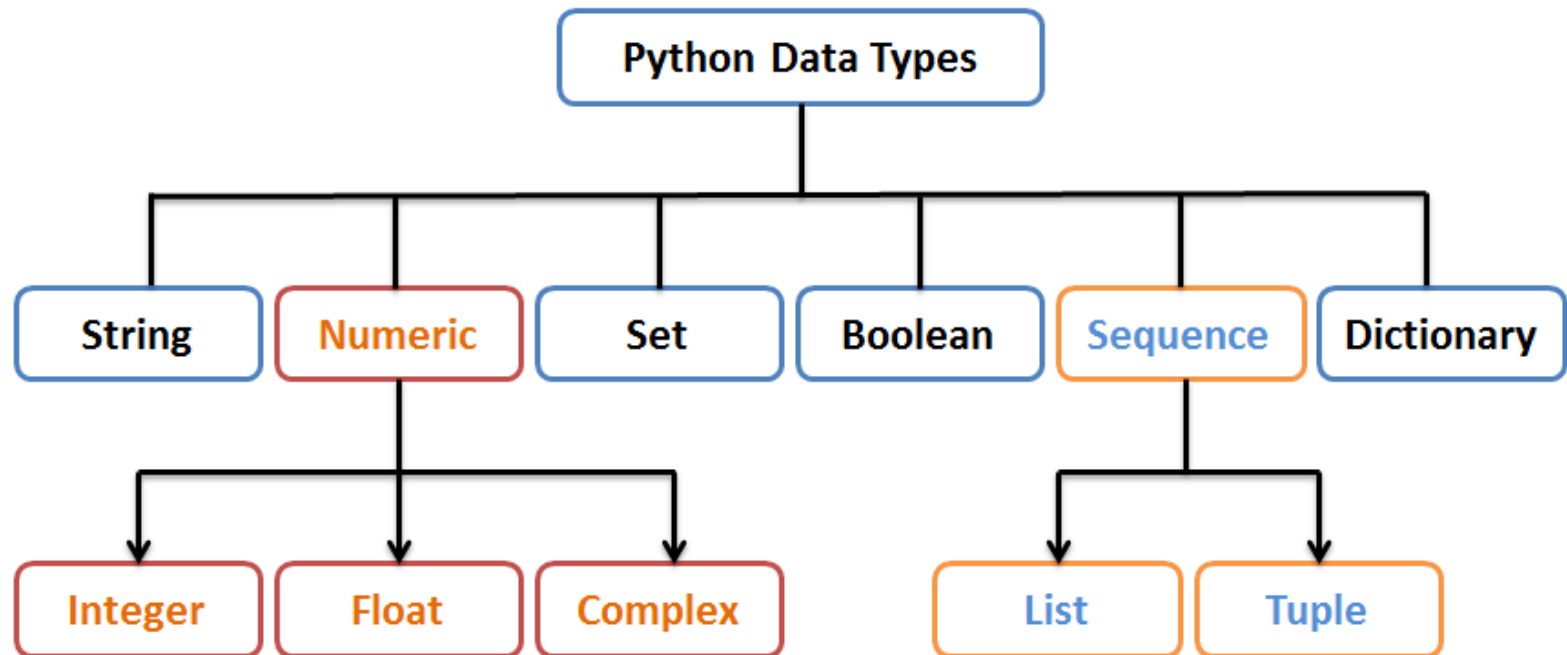 Python Data Types
String
Numeric
Set
Boolean
Sequence
Dictionary
Integer
Float
Complex
List
Tuple